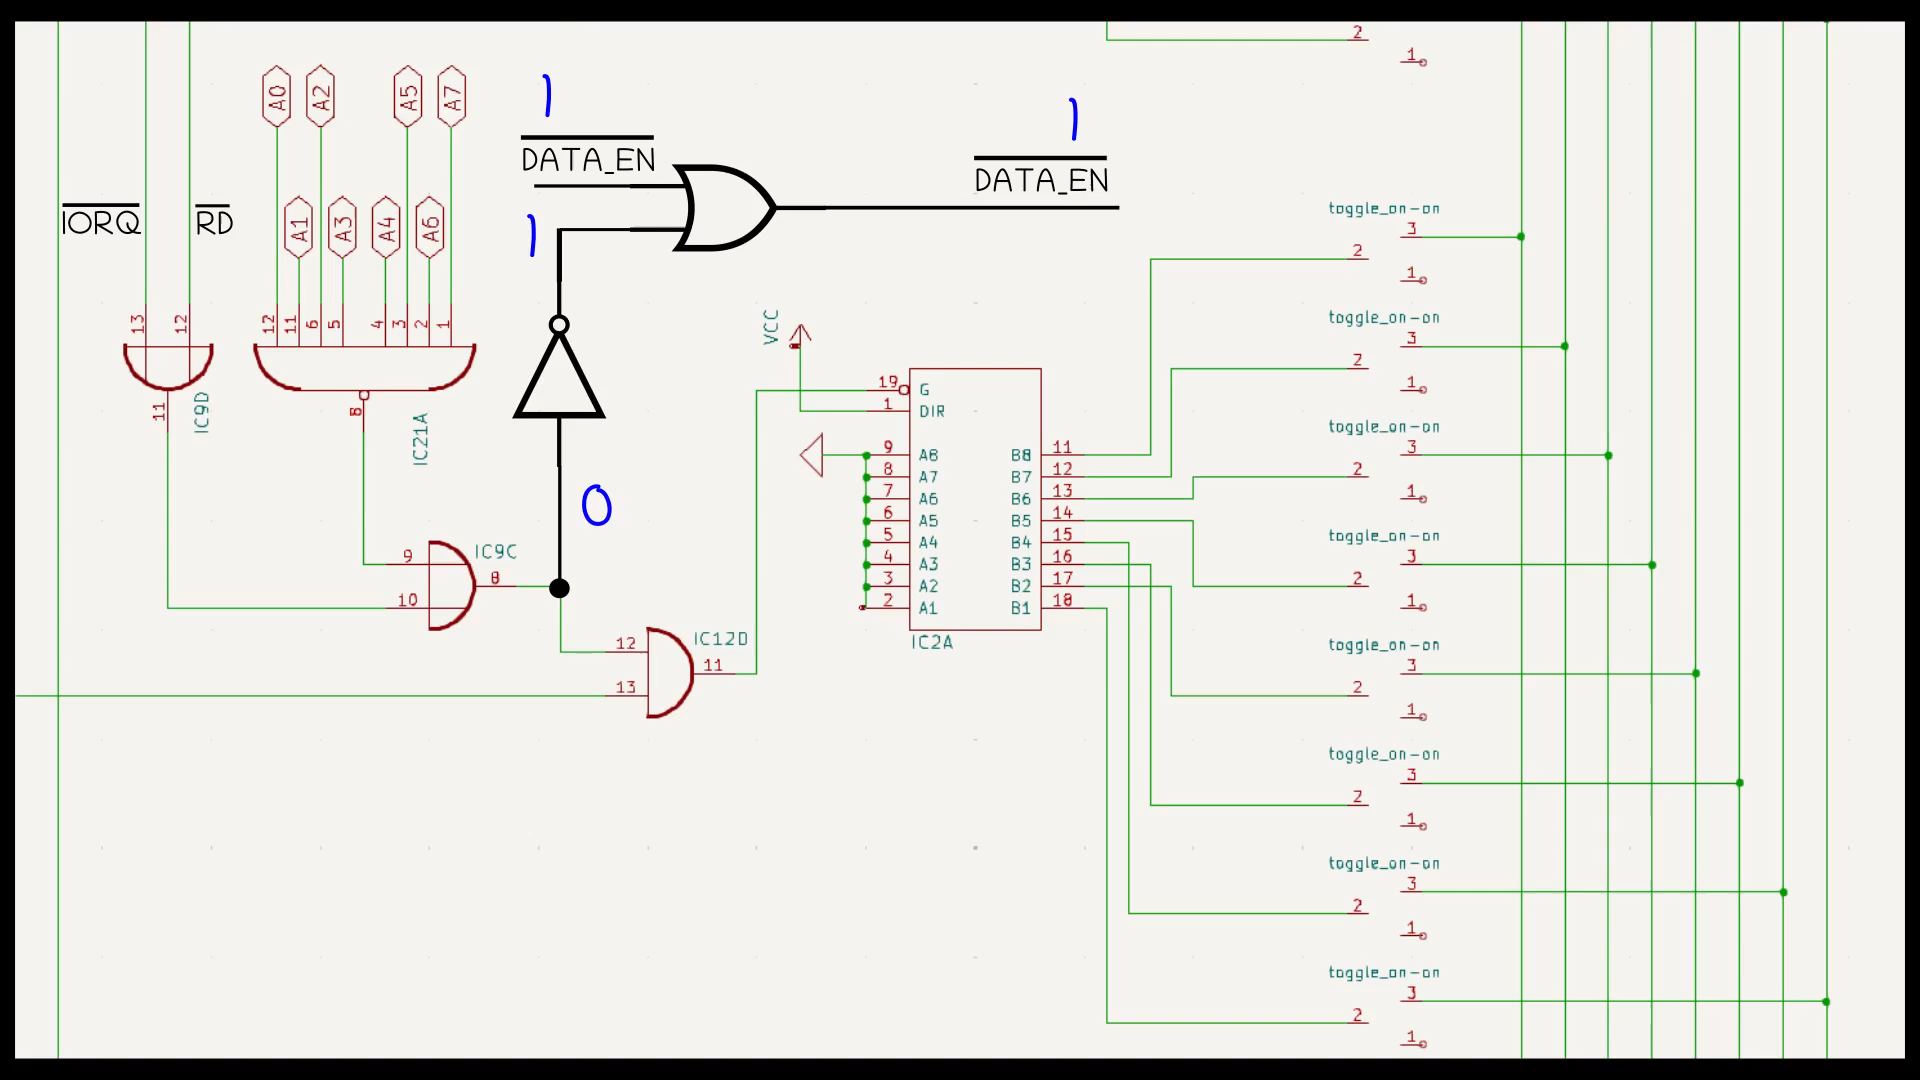 2
1
A0 A2 A5 A7
1
1
DATA_EN
DATA_EN
IORQ RD
A1 A3 A4 A6
1
toggle_on-on
3
2
1
13 12
12 11 6 5 4 3 2 1
VCC
toggle_on-on
3
2
1
11 IC9D
8 IC21A
19 G
1 DIR
toggle_on-on
3
2
1
9 A8 B8 11
8 A7 B7 12
7 A6 B6 13
6 A5 B5 14
5 A4 B4 15
4 A3 B3 16
3 A2 B2 17
2 A1 B1 18
IC2A
0
toggle_on-on
3
2
1
9 IC9C
8
10
12 IC12D
11
13
toggle_on-on
3
2
1
toggle_on-on
3
2
1
toggle_on-on
3
2
1
toggle_on-on
3
2
1